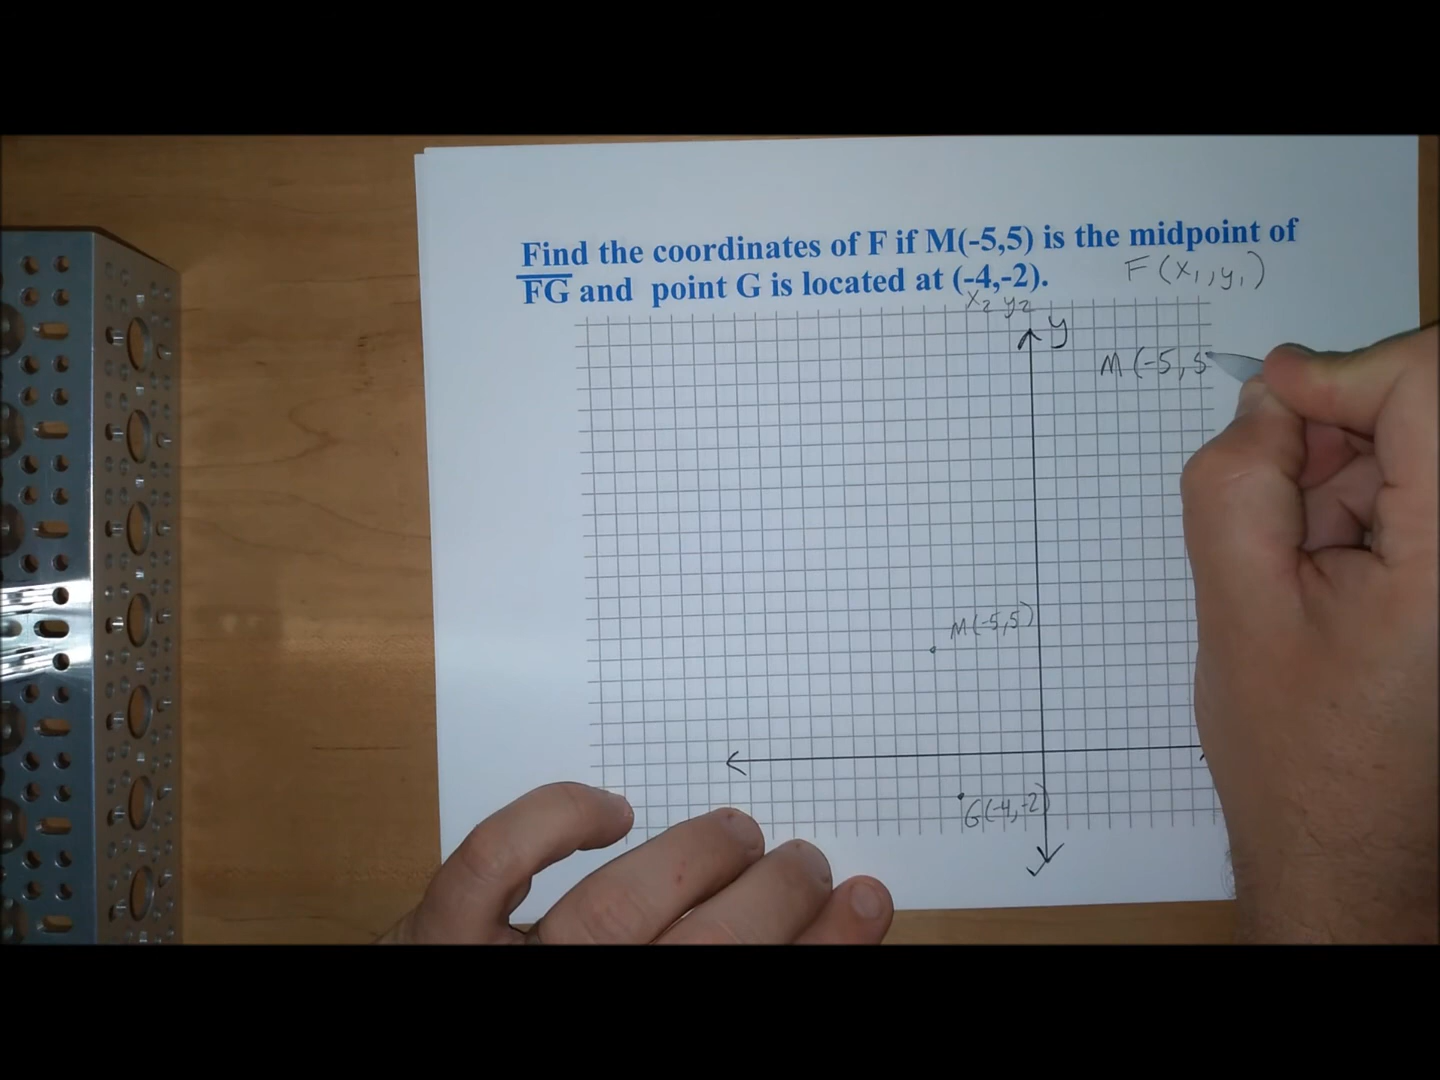 Find the coordinates of F if M(-5,5) is the midpoint of
FG and point G is located at (-4,-2).
F(x₁,y₁)
x₂ y₂
y
M(-5,5
M(-5,5)
G(-4,-2)